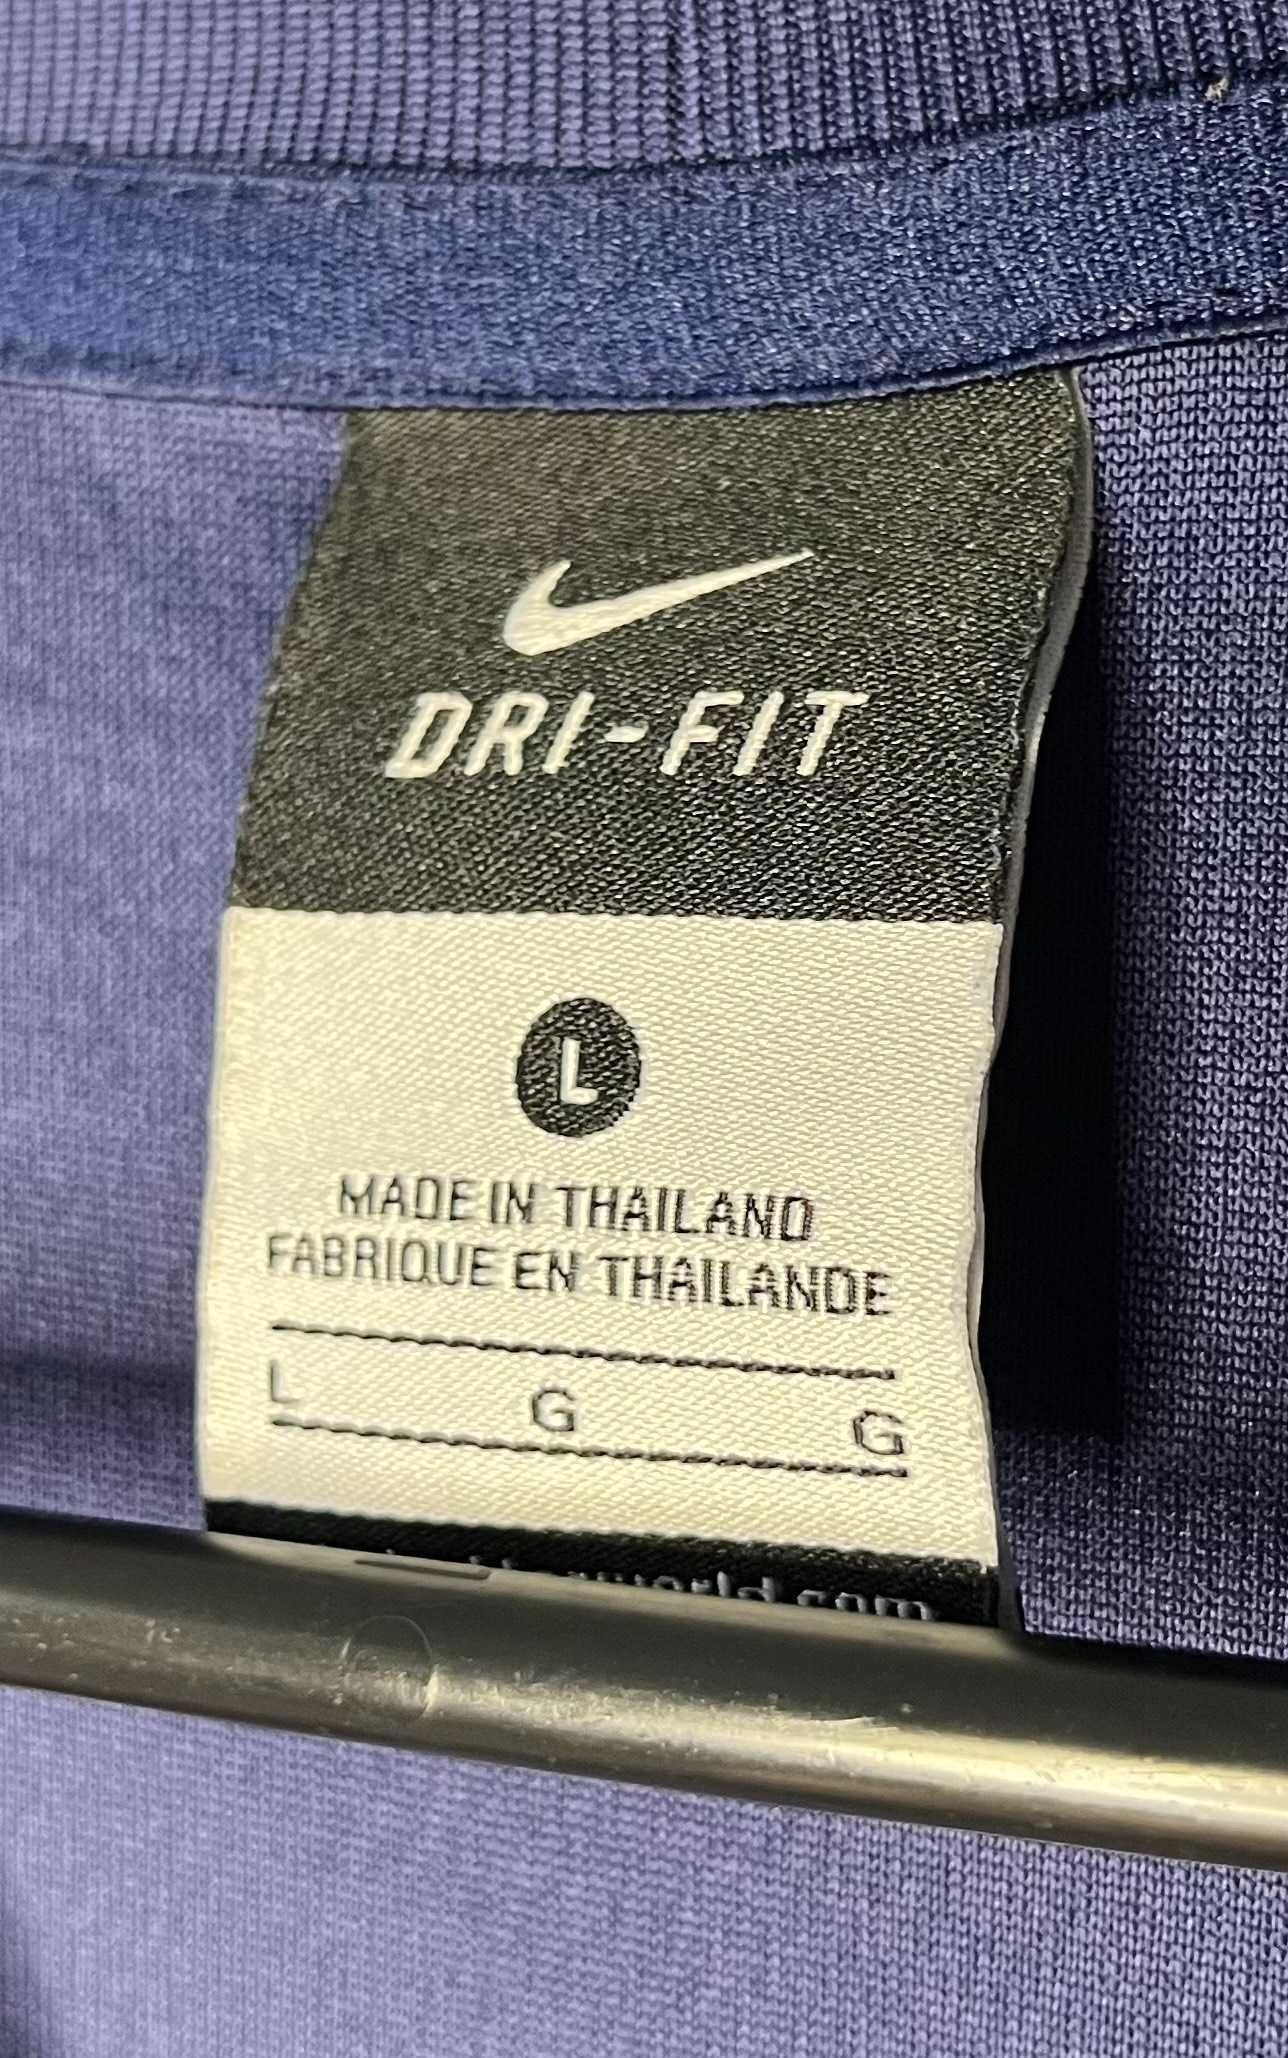 DRI-FIT
L
MADE IN THAILAND
FABRIQUE EN THAILANDE
L G G